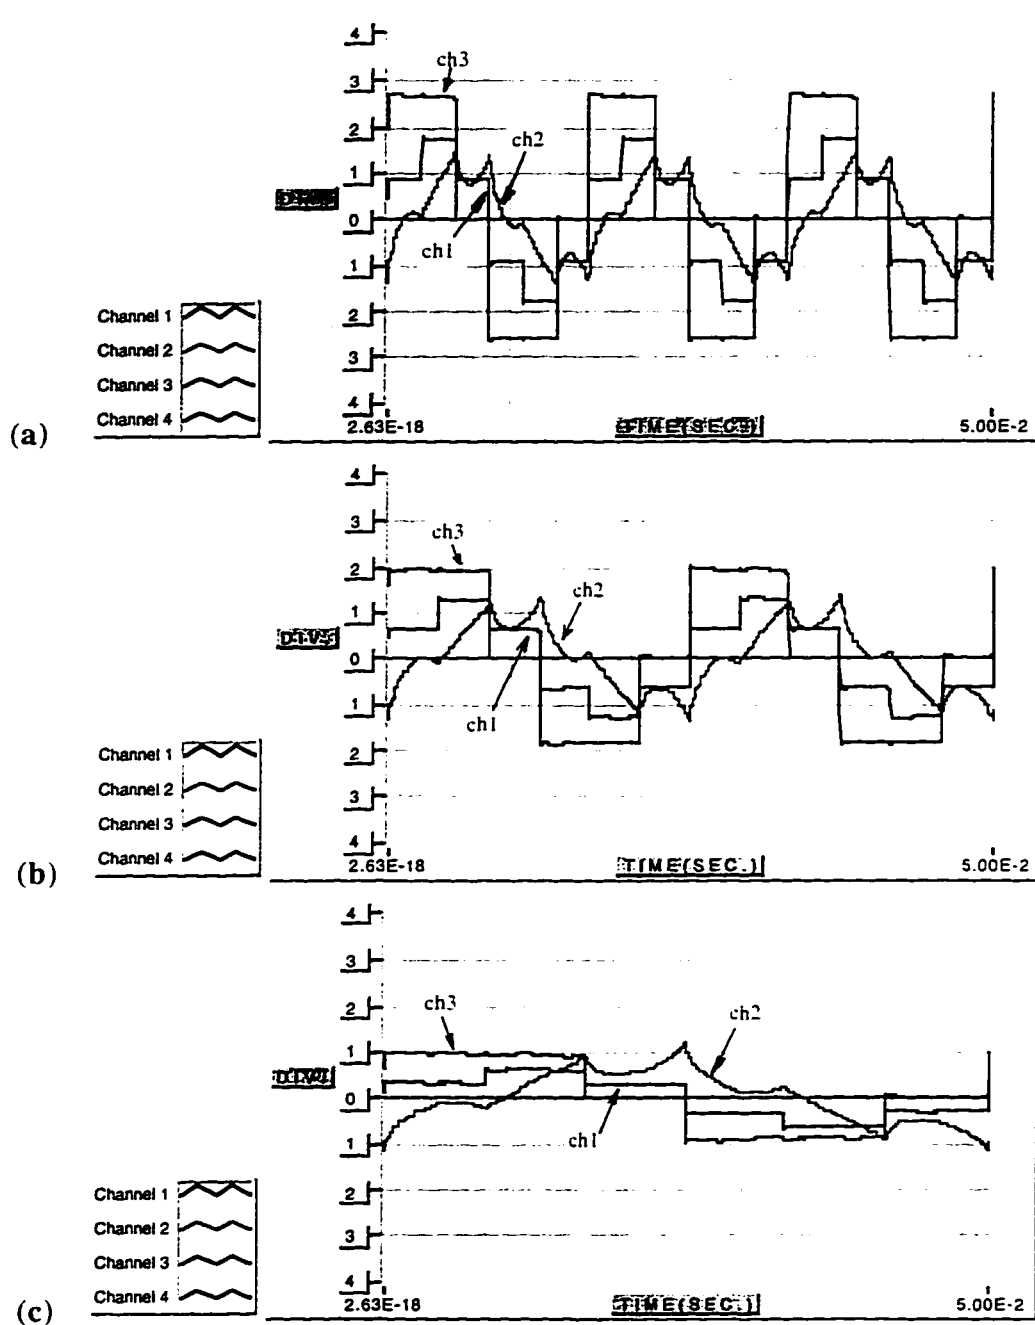 4
ch3
3
2
ch2
1
0
ch1
1
Channel 1
2
Channel 2
3
Channel 3
4
Channel 4
(a)
2.63E-18
TIME(SEC.)
5.00E-2
4
3
ch3
2
ch2
1
DIV.
0
1
ch1
Channel 1
2
Channel 2
3
Channel 3
4
Channel 4
(b)
2.63E-18
TIME(SEC.)
5.00E-2
4
3
ch3
2
ch2
1
DIV.
0
ch1
1
Channel 1
2
Channel 2
3
Channel 3
4
Channel 4
(c)
2.63E-18
TIME(SEC.)
5.00E-2